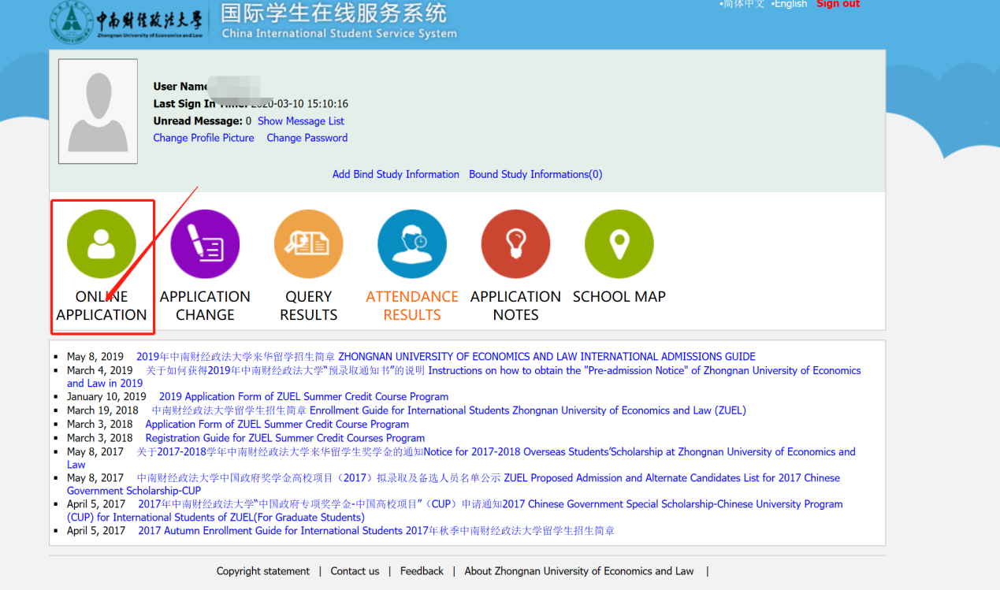 ▪简体中文 ▪English Sign out
中南财经政法大学
Zhongnan University of Economics and Law
国际学生在线服务系统
China International Student Service System
User Name
Last Sign In Time: 2020-03-10 15:10:16
Unread Message: 0 Show Message List
Change Profile Picture Change Password
Add Bind Study Information Bound Study Informations(0)
ONLINE APPLICATION
APPLICATION CHANGE
QUERY RESULTS
ATTENDANCE RESULTS
APPLICATION NOTES
SCHOOL MAP
▪ May 8, 2019 2019年中南财经政法大学来华留学招生简章 ZHONGNAN UNIVERSITY OF ECONOMICS AND LAW INTERNATIONAL ADMISSIONS GUIDE
▪ March 4, 2019 关于如何获得2019年中南财经政法大学“预录取通知书”的说明 Instructions on how to obtain the "Pre-admission Notice" of Zhongnan University of Economics
and Law in 2019
▪ January 10, 2019 2019 Application Form of ZUEL Summer Credit Course Program
▪ March 19, 2018 中南财经政法大学留学生招生简章 Enrollment Guide for International Students Zhongnan University of Economics and Law (ZUEL)
▪ March 3, 2018 Application Form of ZUEL Summer Credit Course Program
▪ March 3, 2018 Registration Guide for ZUEL Summer Credit Courses Program
▪ May 8, 2017 关于2017-2018学年中南财经政法大学来华留学生奖学金的通知Notice for 2017-2018 Overseas Students’Scholarship at Zhongnan University of Economics and
Law
▪ May 8, 2017 中南财经政法大学中国政府奖学金高校项目（2017）拟录取及备选人员名单公示 ZUEL Proposed Admission and Alternate Candidates List for 2017 Chinese
Government Scholarship-CUP
▪ April 5, 2017 2017年中南财经政法大学“中国政府专项奖学金-中国高校项目”（CUP）申请通知2017 Chinese Government Special Scholarship-Chinese University Program
(CUP) for International Students of ZUEL(For Graduate Students)
▪ April 5, 2017 2017 Autumn Enrollment Guide for International Students 2017年秋季中南财经政法大学留学生招生简章
Copyright statement | Contact us | Feedback | About Zhongnan University of Economics and Law |